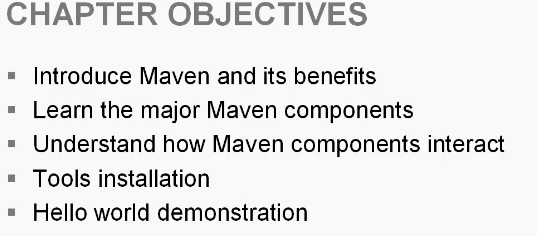 CHAPTER OBJECTIVES
▪ Introduce Maven and its benefits
▪ Learn the major Maven components
▪ Understand how Maven components interact
▪ Tools installation
▪ Hello world demonstration